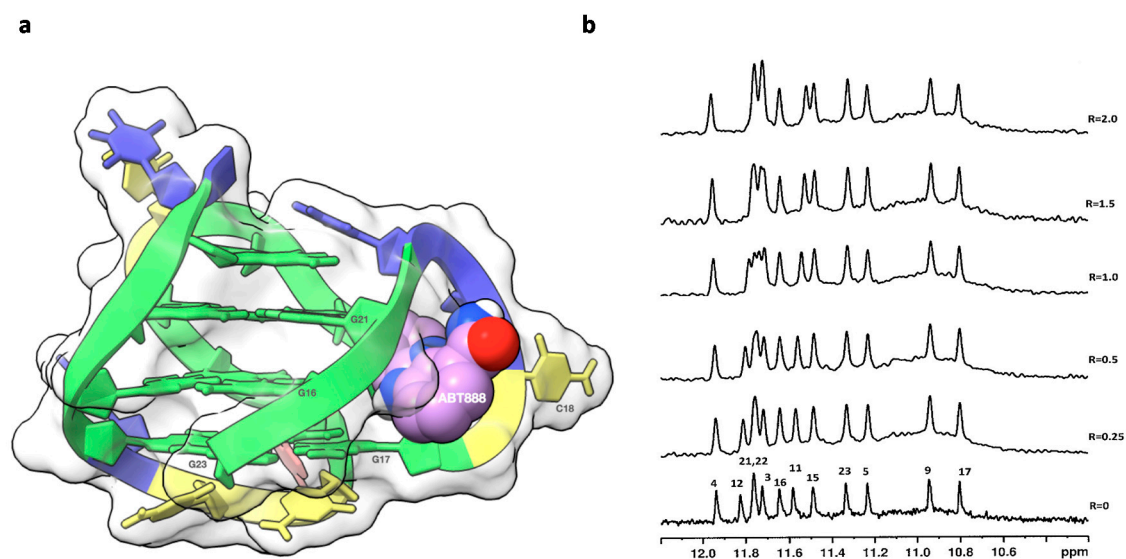 a
b
G21
G16
G23
G17
ABT888
C18
R=2.0
R=1.5
R=1.0
R=0.5
R=0.25
21,22
4 12 3 16 11 15 23 5 9 17
R=0
12.0 11.8 11.6 11.4 11.2 11.0 10.8 10.6 ppm